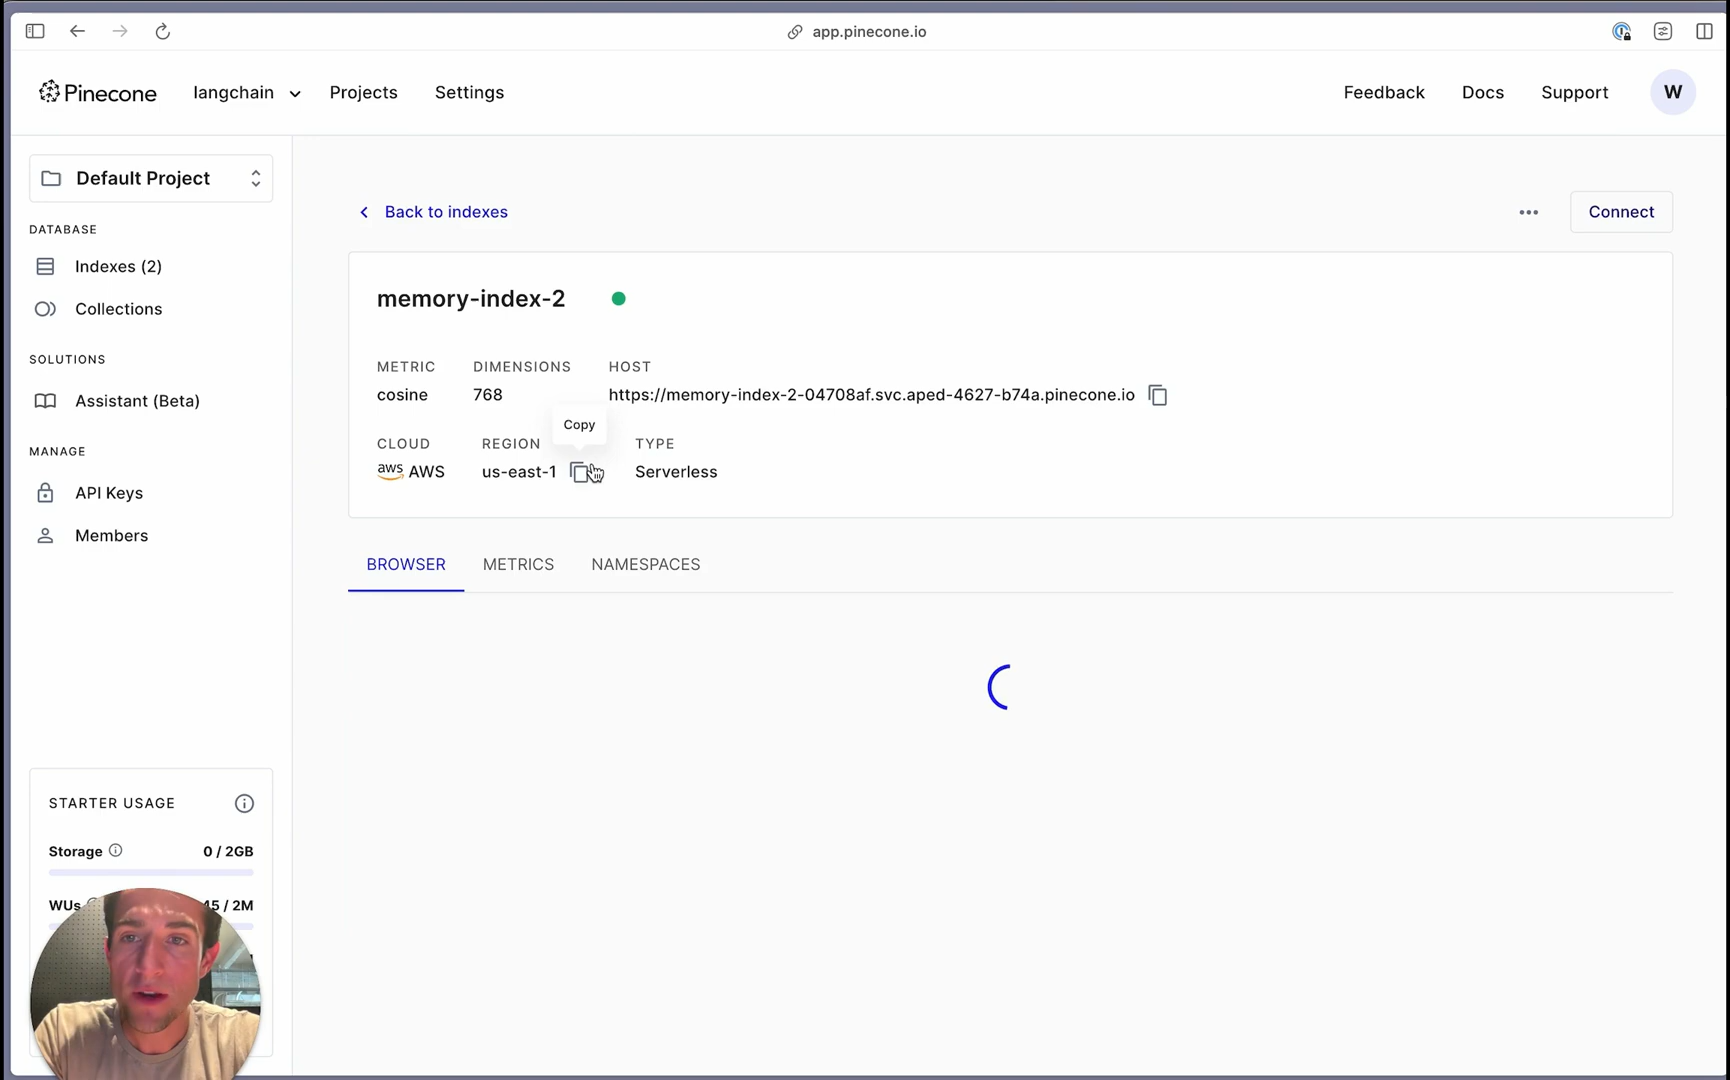 app.pinecone.io
Pinecone langchain Projects Settings Feedback Docs Support W
Default Project
DATABASE
Indexes (2)
Collections
SOLUTIONS
Assistant (Beta)
MANAGE
API Keys
Members
STARTER USAGE
Storage 0 / 2GB
WUs 45 / 2M
Back to indexes
Connect
memory-index-2
METRIC DIMENSIONS HOST
cosine 768 https://memory-index-2-04708af.svc.aped-4627-b74a.pinecone.io
Copy
CLOUD REGION TYPE
aws AWS us-east-1 Serverless
BROWSER METRICS NAMESPACES